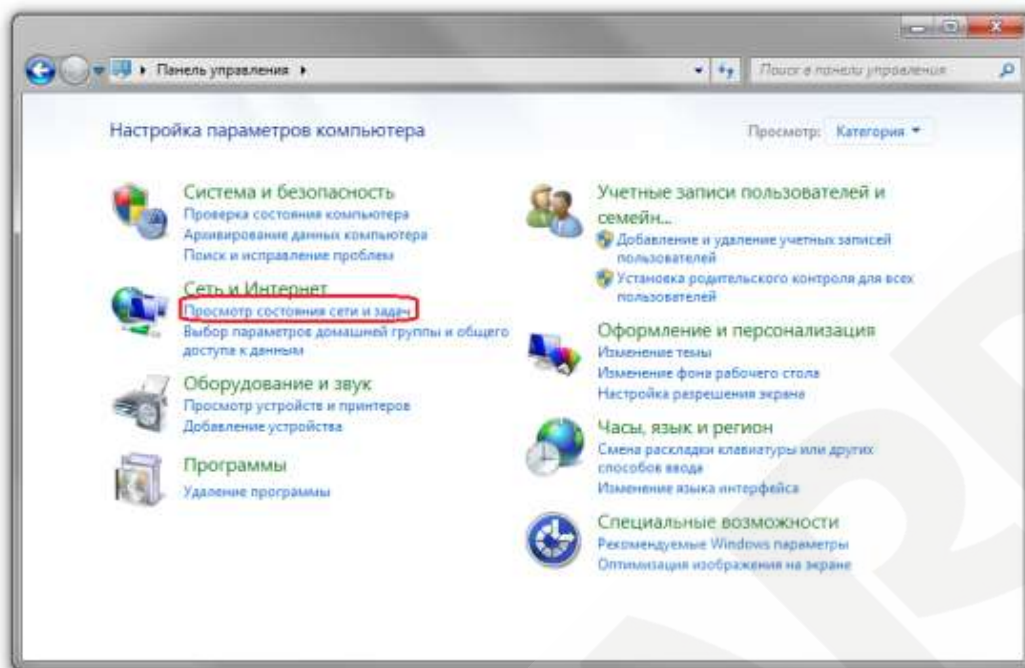 Панель управления
Поиск в панели управления
Настройка параметров компьютера
Просмотр: Категория
Система и безопасность
Проверка состояния компьютера
Архивирование данных компьютера
Поиск и исправление проблем
Сеть и Интернет
Просмотр состояния сети и задач
Выбор параметров домашней группы и общего
доступа к данным
Оборудование и звук
Просмотр устройств и принтеров
Добавление устройства
Программы
Удаление программы
Учетные записи пользователей и
семейн...
Добавление и удаление учетных записей
пользователей
Установка родительского контроля для всех
пользователей
Оформление и персонализация
Изменение темы
Изменение фона рабочего стола
Настройка разрешения экрана
Часы, язык и регион
Смена раскладки клавиатуры или других
способов ввода
Изменение языка интерфейса
Специальные возможности
Рекомендуемые Windows параметры
Оптимизация изображения на экране